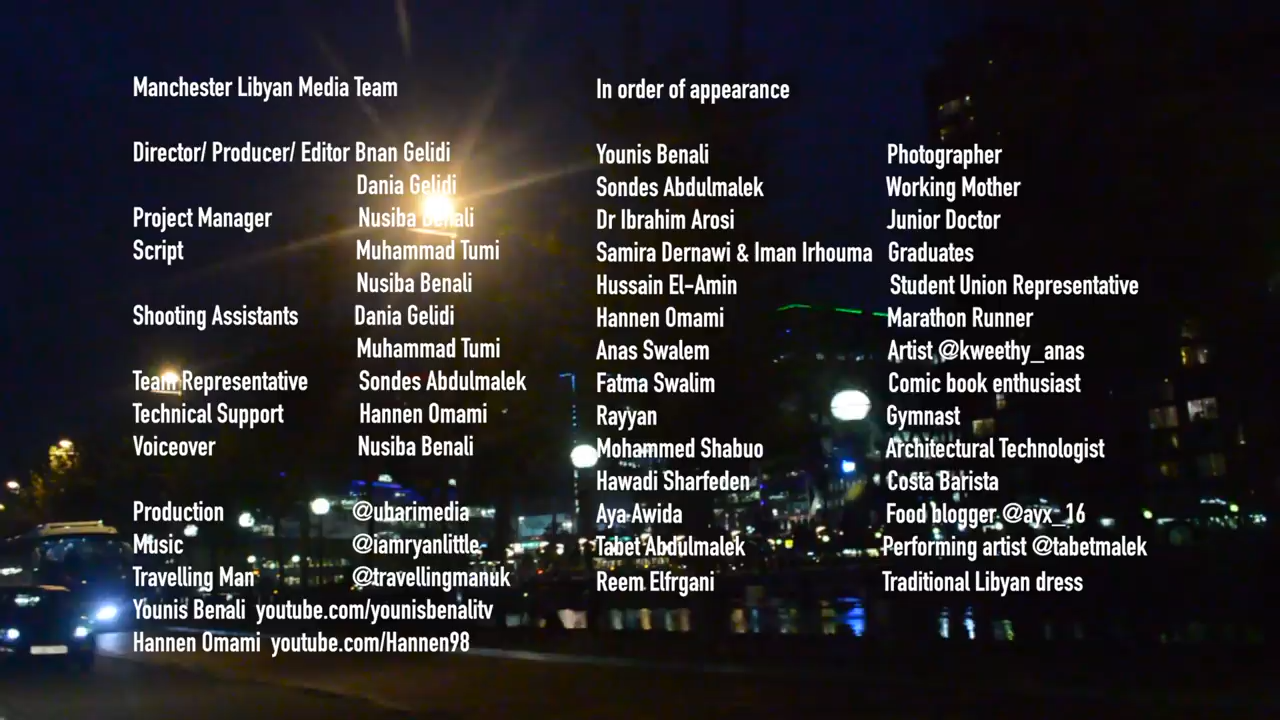 Manchester Libyan Media Team
Director/ Producer/ Editor Bnan Gelidi
Dania Gelidi
Project Manager Nusiba Benali
Script Muhammad Tumi
Nusiba Benali
Shooting Assistants Dania Gelidi
Muhammad Tumi
Team Representative Sondes Abdulmalek
Technical Support Hannen Omami
Voiceover Nusiba Benali
Production @ubarimedia
Music @iamryanlittle
Travelling Man @travellingmanuk
Younis Benali youtube.com/younisbenalitv
Hannen Omami youtube.com/Hannen98
In order of appearance
Younis Benali Photographer
Sondes Abdulmalek Working Mother
Dr Ibrahim Arosi Junior Doctor
Samira Dernawi & Iman Irhouma Graduates
Hussain El-Amin Student Union Representative
Hannen Omami Marathon Runner
Anas Swalem Artist @kweethy_anas
Fatma Swalim Comic book enthusiast
Rayyan Gymnast
Mohammed Shabuo Architectural Technologist
Hawadi Sharfeden Costa Barista
Aya Awida Food blogger @ayx_16
Tabet Abdulmalek Performing artist @tabetmalek
Reem Elfrgani Traditional Libyan dress